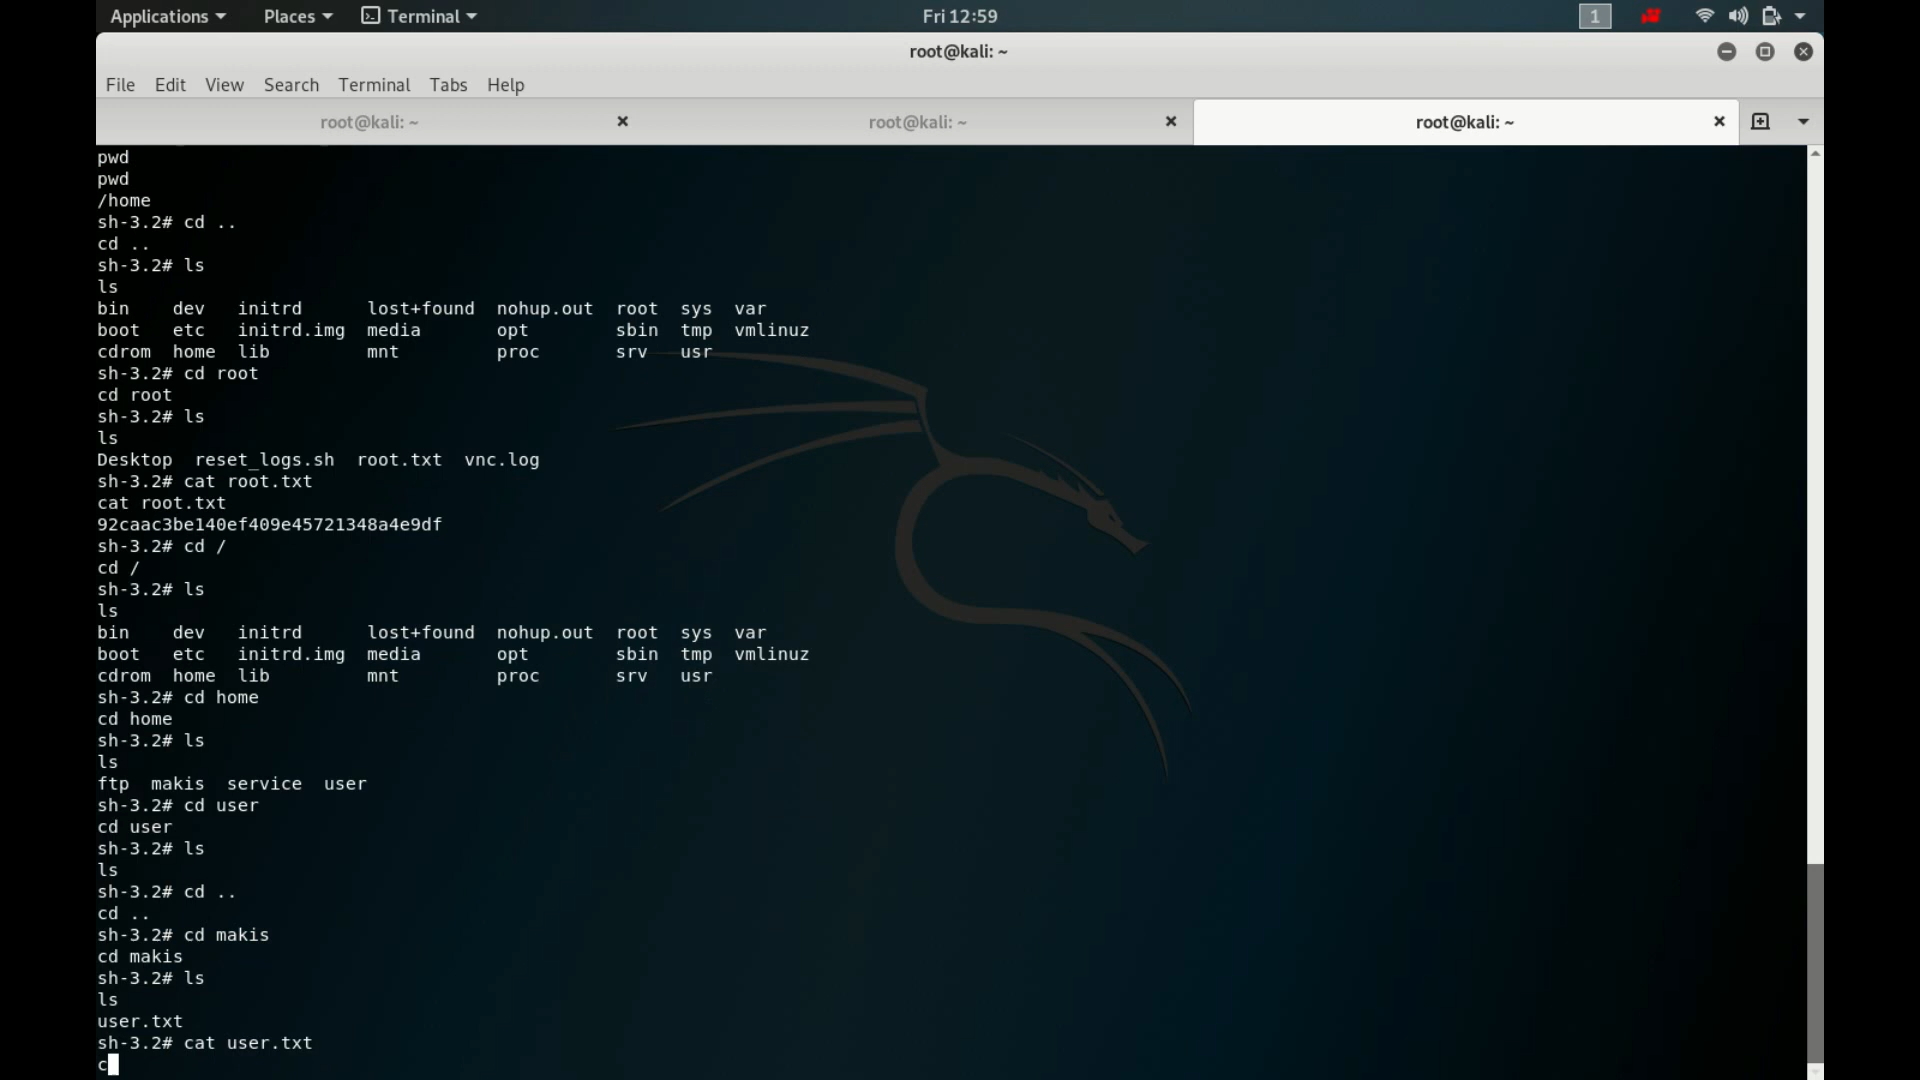 Applications Places Terminal Fri 12:59 1
root@kali: ~
File Edit View Search Terminal Tabs Help
root@kali: ~ root@kali: ~ root@kali: ~
pwd
pwd
/home
sh-3.2# cd ..
cd ..
sh-3.2# ls
ls
bin dev initrd lost+found nohup.out root sys var
boot etc initrd.img media opt sbin tmp vmlinuz
cdrom home lib mnt proc srv usr
sh-3.2# cd root
cd root
sh-3.2# ls
ls
Desktop reset_logs.sh root.txt vnc.log
sh-3.2# cat root.txt
cat root.txt
92caac3be140ef409e45721348a4e9df
sh-3.2# cd /
cd /
sh-3.2# ls
ls
bin dev initrd lost+found nohup.out root sys var
boot etc initrd.img media opt sbin tmp vmlinuz
cdrom home lib mnt proc srv usr
sh-3.2# cd home
cd home
sh-3.2# ls
ls
ftp makis service user
sh-3.2# cd user
cd user
sh-3.2# ls
ls
sh-3.2# cd ..
cd ..
sh-3.2# cd makis
cd makis
sh-3.2# ls
ls
user.txt
sh-3.2# cat user.txt
c